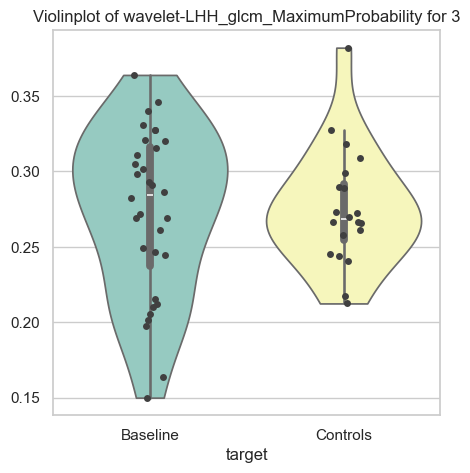 Violinplot of wavelet-LHH_glcm_MaximumProbability for 3
0.35
0.30
0.25
0.20
0.15
Baseline
Controls
target